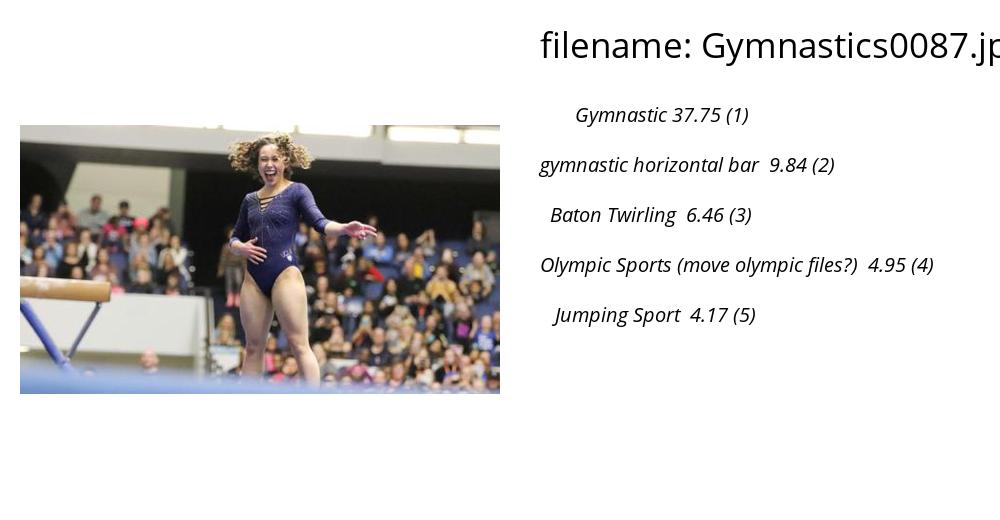 filename: Gymnastics0087.jp
Gymnastic 37.75 (1)
gymnastic horizontal bar 9.84 (2)
Baton Twirling 6.46 (3)
Olympic Sports (move olympic files?) 4.95 (4)
Jumping Sport 4.17 (5)